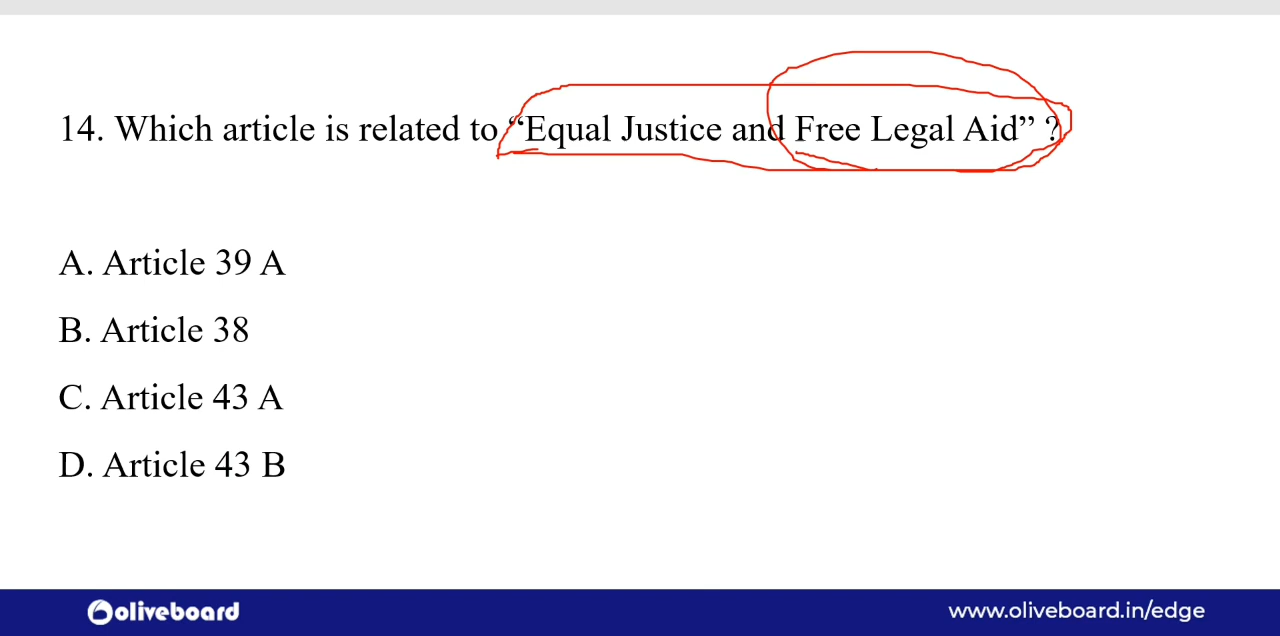 14. Which article is related to “Equal Justice and Free Legal Aid” ?
A. Article 39 A
B. Article 38
C. Article 43 A
D. Article 43 B
oliveboard
www.oliveboard.in/edge